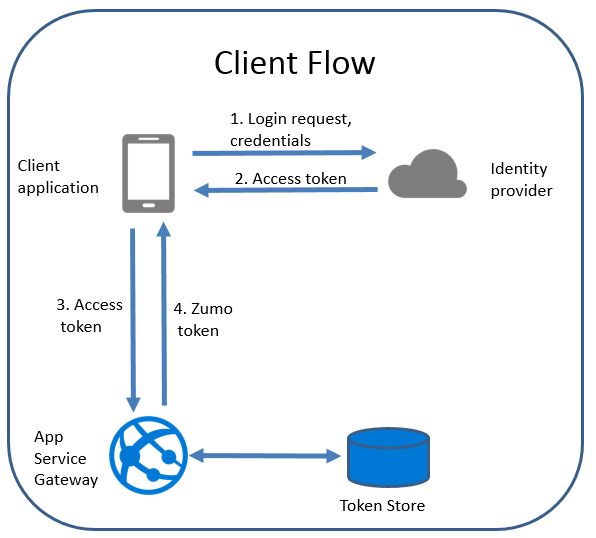 Client Flow
1. Login request,
credentials
Client
application
2. Access token
Identity
provider
3. Access
token
4. Zumo
token
App
Service
Gateway
Token Store